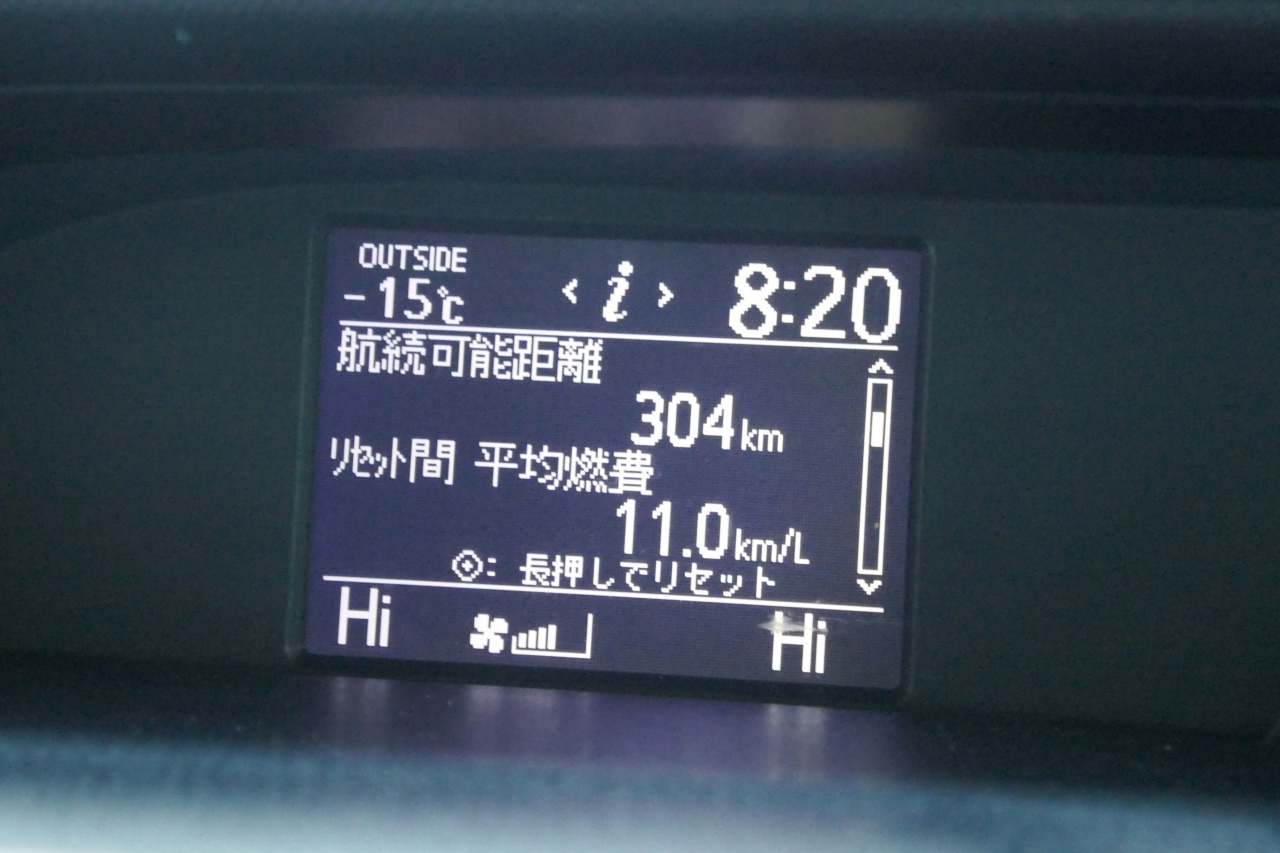 OUTSIDE
-15℃
< i > 8:20
航続可能距離
304km
リセット間 平均燃費
11.0km/L
◎: 長押してリセット
Hi Hi